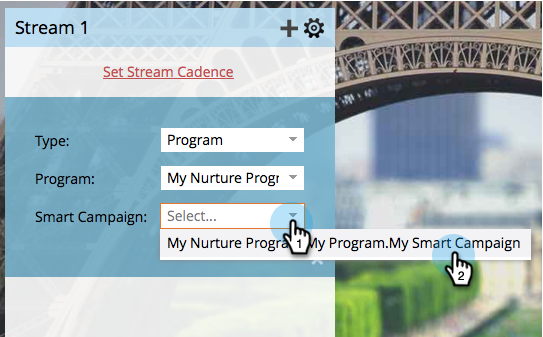 Stream 1
Set Stream Cadence
Type: Program
Program: My Nurture Progr
Smart Campaign: Select...
My Nurture Progra My Program.My Smart Campaign
1
2